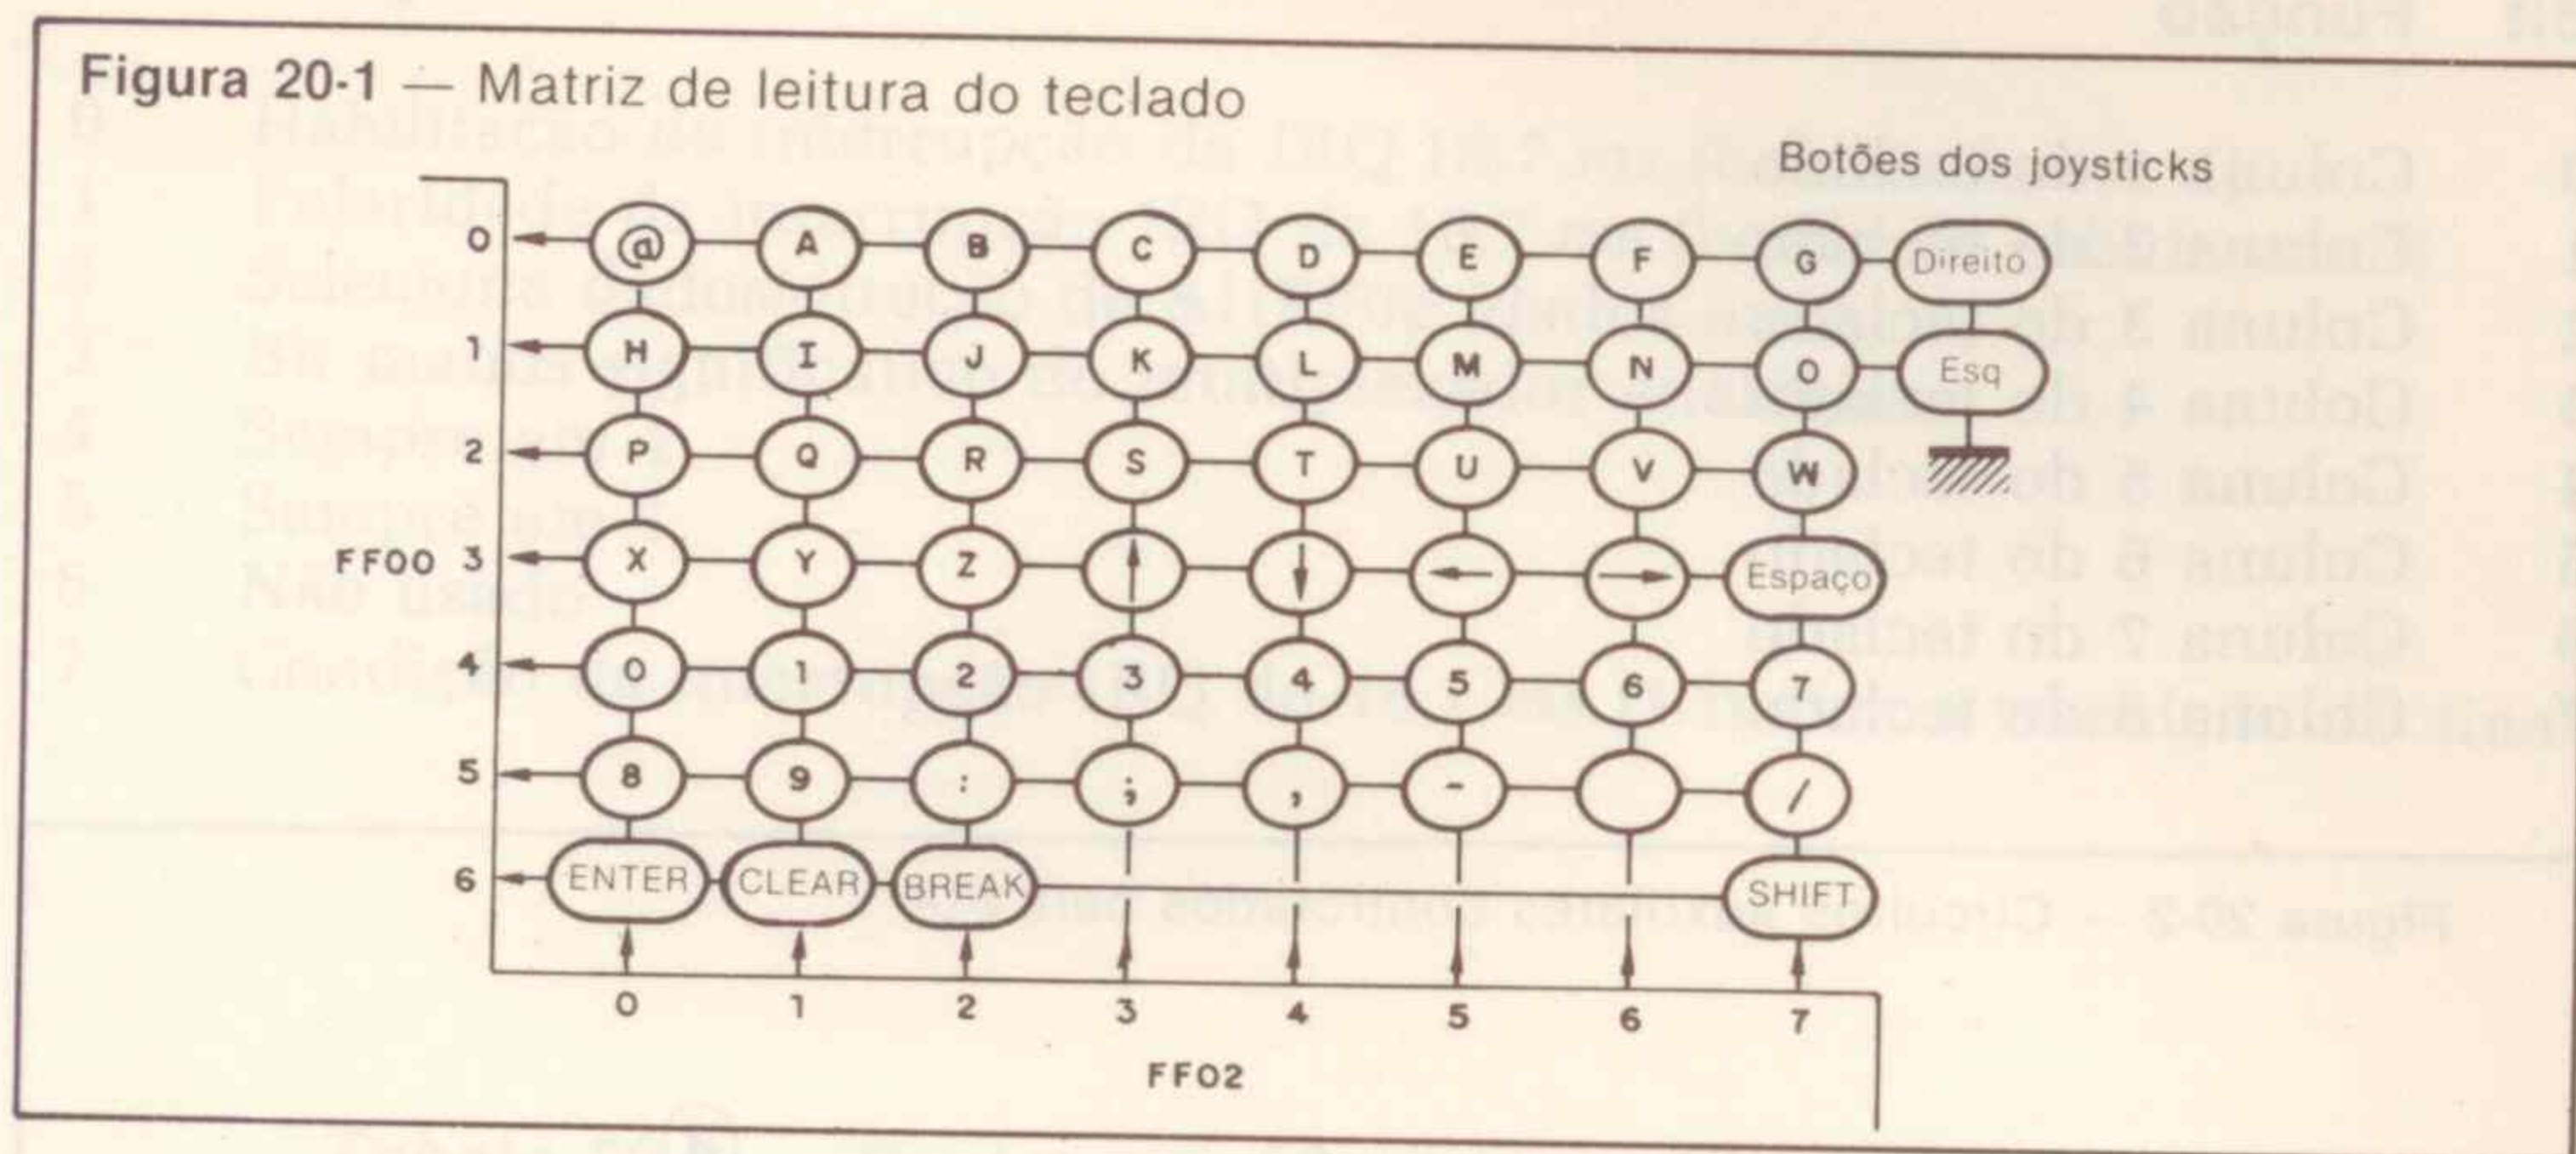 Figura 20-1 — Matriz de leitura do teclado
Botões dos joysticks
0 @ A B C D E F G Direito
1 H I J K L M N O Esq
2 P Q R S T U V W
FF00 3 X Y Z ↑ ↓ ← → Espaço
4 0 1 2 3 4 5 6 7
5 8 9 : ; , - /
6 ENTER CLEAR BREAK SHIFT
0 1 2 3 4 5 6 7
FF02